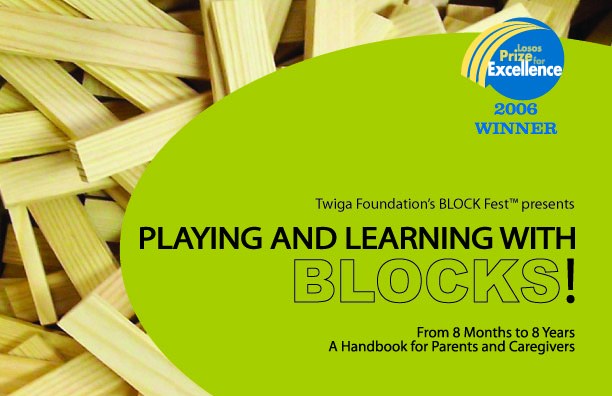 Losos
Prize
for
Excellence
2006
WINNER
Twiga Foundation's BLOCK Fest™ presents
PLAYING AND LEARNING WITH
BLOCKS!
From 8 Months to 8 Years
A Handbook for Parents and Caregivers